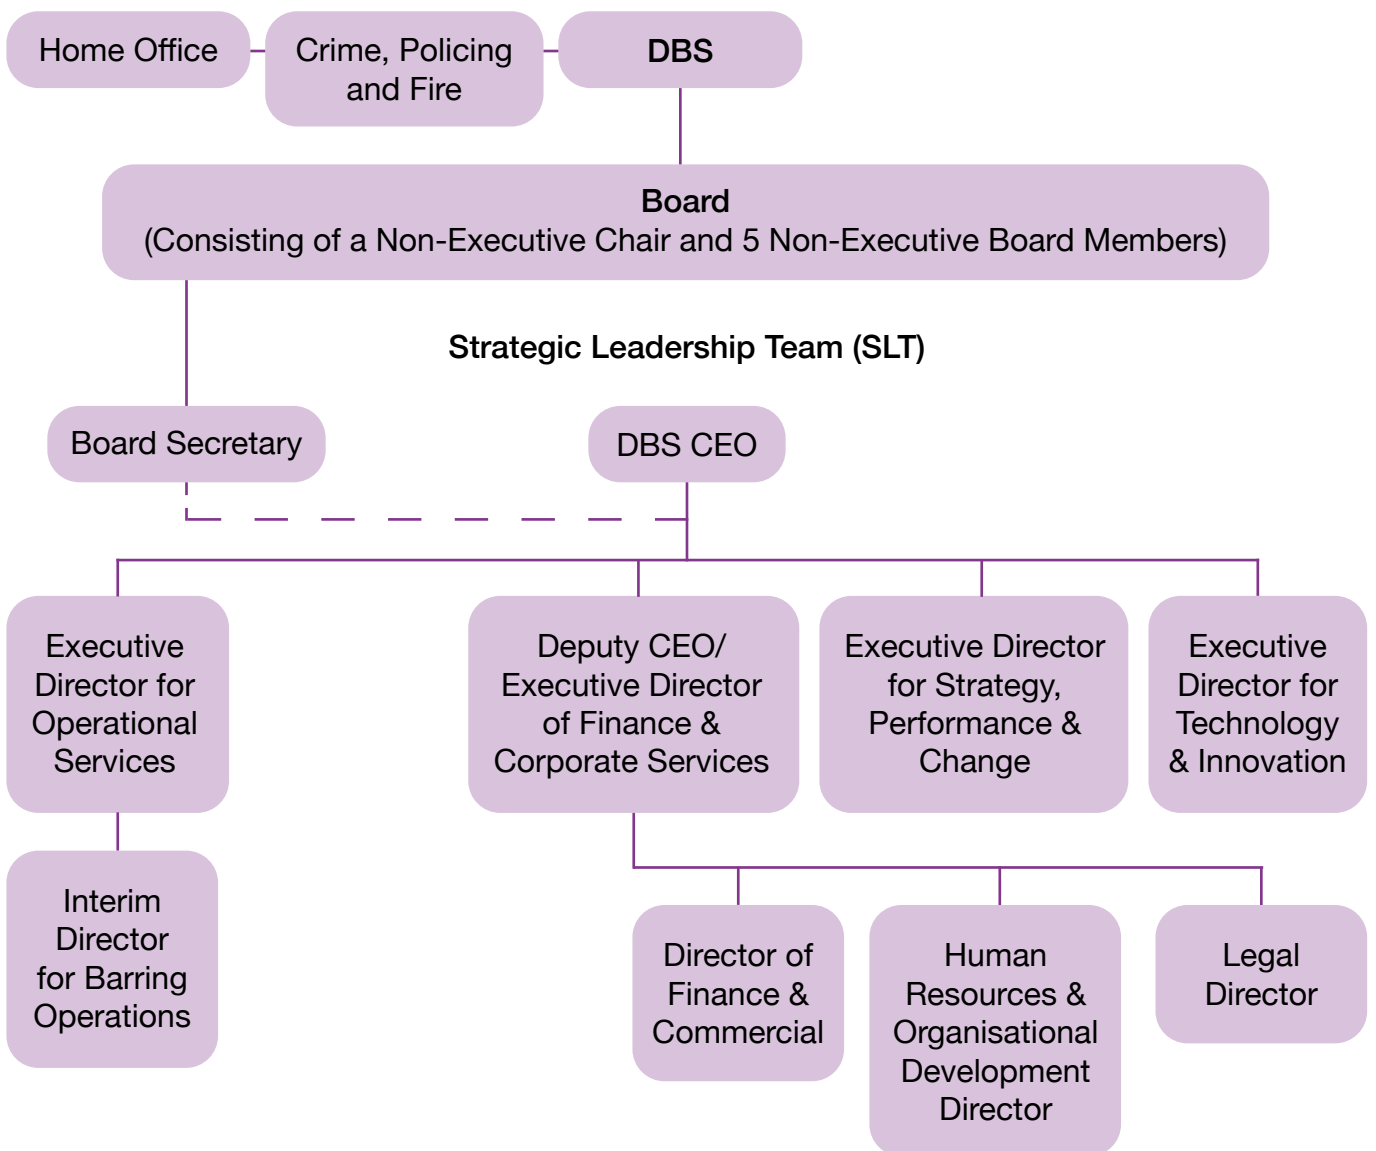 Home Office
Crime, Policing
and Fire
DBS
Board
(Consisting of a Non-Executive Chair and 5 Non-Executive Board Members)
Strategic Leadership Team (SLT)
Board Secretary
DBS CEO
Executive
Director for
Operational
Services
Deputy CEO/
Executive Director
of Finance &
Corporate Services
Executive Director
for Strategy,
Performance &
Change
Executive
Director for
Technology
& Innovation
Interim
Director
for Barring
Operations
Director of
Finance &
Commercial
Human
Resources &
Organisational
Development
Director
Legal
Director